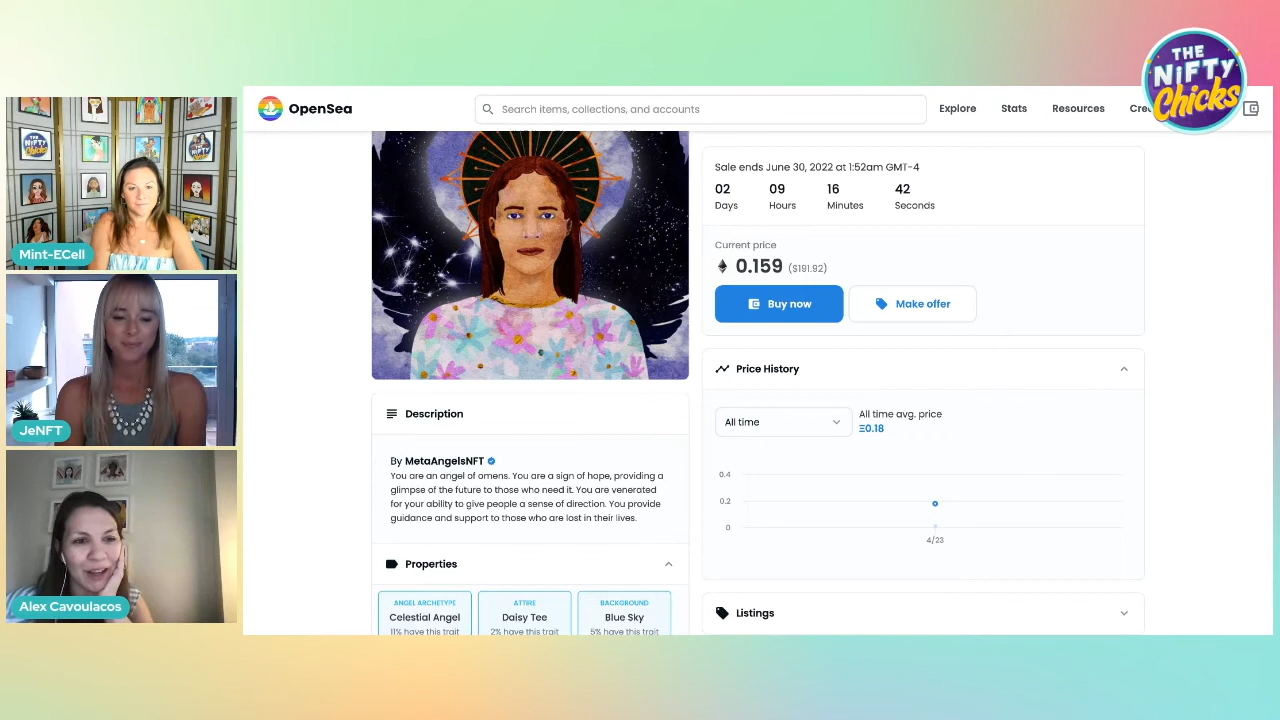 THE
NiFTY
Chicks
OpenSea
Search items, collections, and accounts
Explore
Stats
Resources
Cre
Mint-ECell
JeNFT
Alex Cavoulacos
Sale ends June 30, 2022 at 1:52am GMT-4
02 09 16 42
Days Hours Minutes Seconds
Current price
0.159 ($191.92)
Buy now
Make offer
Price History
All time
All time avg. price
Ξ0.18
0.4
0.2
0
4/23
Listings
Description
By MetaAngelsNFT
You are an angel of omens. You are a sign of hope, providing a
glimpse of the future to those who need it. You are venerated
for your ability to give people a sense of direction. You provide
guidance and support to those who are lost in their lives.
Properties
ANGEL ARCHETYPE
Celestial Angel
11% have this trait
ATTIRE
Daisy Tee
2% have this trait
BACKGROUND
Blue Sky
5% have this trait